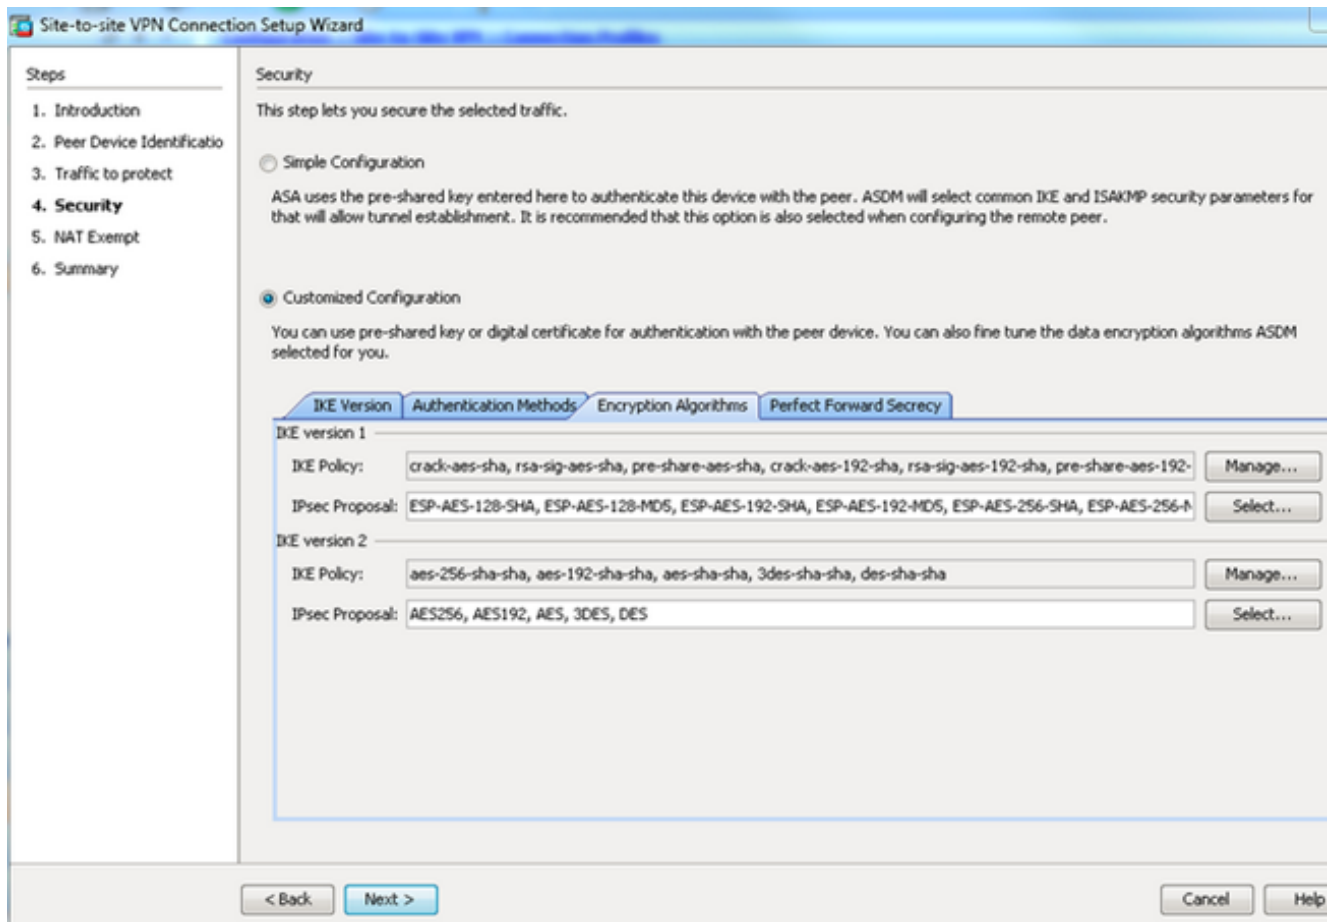 Site-to-site VPN Connection Setup Wizard
Steps
1. Introduction
2. Peer Device Identificatio
3. Traffic to protect
4. Security
5. NAT Exempt
6. Summary
Security
This step lets you secure the selected traffic.
Simple Configuration
ASA uses the pre-shared key entered here to authenticate this device with the peer. ASDM will select common IKE and ISAKMP security parameters for
that will allow tunnel establishment. It is recommended that this option is also selected when configuring the remote peer.
Customized Configuration
You can use pre-shared key or digital certificate for authentication with the peer device. You can also fine tune the data encryption algorithms ASDM
selected for you.
IKE Version Authentication Methods Encryption Algorithms Perfect Forward Secrecy
IKE version 1
IKE Policy: crack-aes-sha, rsa-sig-aes-sha, pre-share-aes-sha, crack-aes-192-sha, rsa-sig-aes-192-sha, pre-share-aes-192- Manage...
IPsec Proposal: ESP-AES-128-SHA, ESP-AES-128-MD5, ESP-AES-192-SHA, ESP-AES-192-MD5, ESP-AES-256-SHA, ESP-AES-256-M Select...
IKE version 2
IKE Policy: aes-256-sha-sha, aes-192-sha-sha, aes-sha-sha, 3des-sha-sha, des-sha-sha Manage...
IPsec Proposal: AES256, AES192, AES, 3DES, DES Select...
< Back Next > Cancel Help